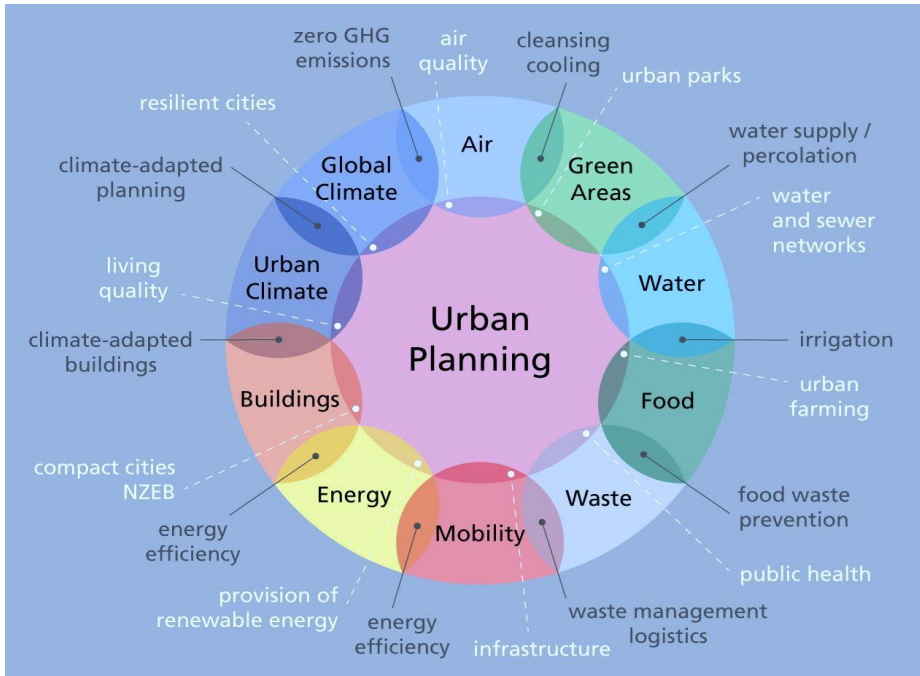 zero GHG
emissions
air
quality
cleansing
cooling
urban parks
resilient cities
Air
water supply /
percolation
climate-adapted
planning
Global
Climate
Green
Areas
water
and sewer
networks
living
quality
Urban
Climate
Water
Urban
Planning
climate-adapted
buildings
irrigation
Buildings
Food
urban
farming
compact cities
NZEB
Energy
Mobility
Waste
food waste
prevention
energy
efficiency
public health
provision of
renewable energy
energy
efficiency
infrastructure
waste management
logistics